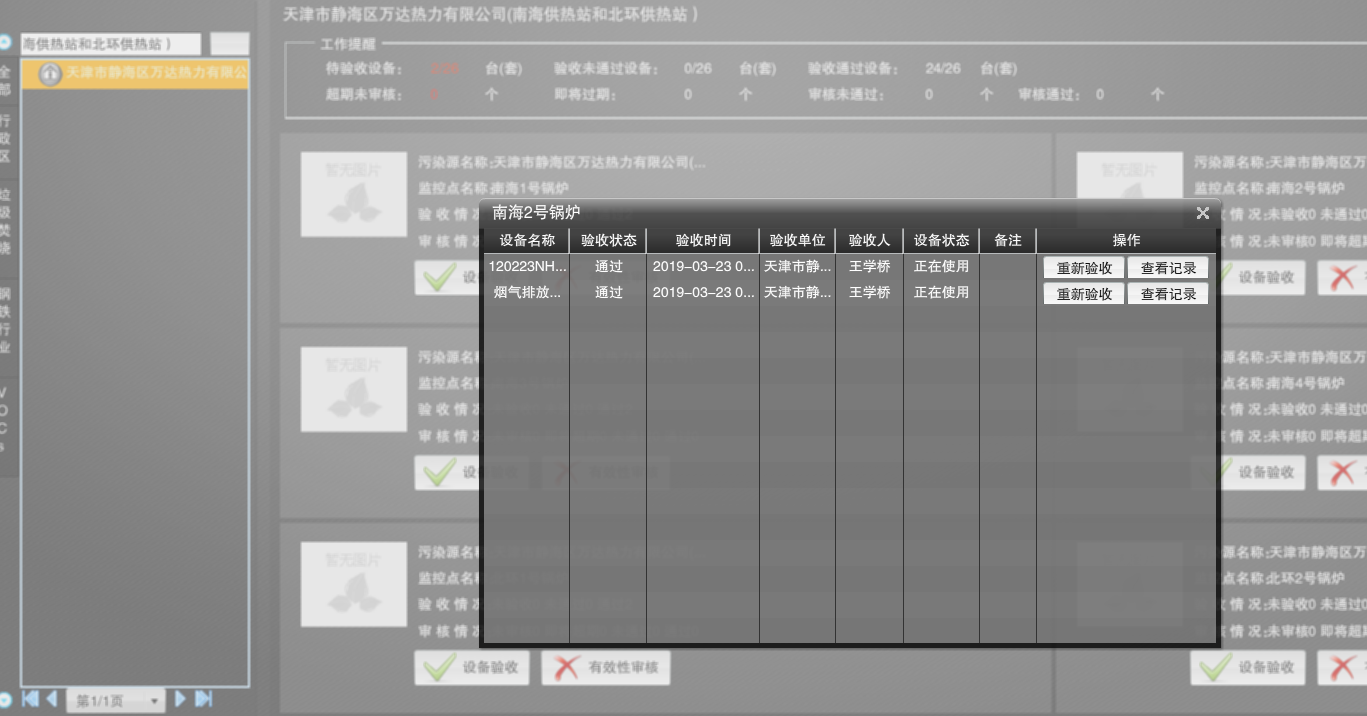 天津市静海区万达热力有限公司(南海供热站和北环供热站 )
海供热站和北环供热站 )
工作提醒
全部
天津市静海区万达热力有限公
待验收设备: 台(套) 验收未通过设备: 0/26 台(套) 验收通过设备: 24/26 台(套)
超期未审核: 个 即将过期: 0 个 审核未通过: 0 个 审核通过: 0 个
行政区
垃圾焚烧
钢铁行业
VOCs
暂无图片
污染源名称:天津市静海区万达热力有限公司(...
监控点名称:南海1号锅炉
验 收 情
审 核 情
设
暂无图片
污染源名称:天津市静海区万
监控点名称:南海2号锅炉
情 况:未验收0 未通过0
情 况:未审核0 即将超期
设备验收
南海2号锅炉
设备名称 验收状态 验收时间 验收单位 验收人 设备状态 备注 操作
120223NH... 通过 2019-03-23 0... 天津市静... 王学桥 正在使用 重新验收 查看记录
烟气排放... 通过 2019-03-23 0... 天津市静... 王学桥 正在使用 重新验收 查看记录
暂无图片
污染源名
监控点名
验 收 情
审 核 情
设
源名称:天津市静海区万
点名称:南海4号锅炉
情 况:未验收0 未通过0
情 况:未审核0 即将超期
设备验收
暂无图片
污染源名
监控点名
验 收 情
审 核 情
设备验收 有效性审核
源名称:天津市静海区万
点名称:北环2号锅炉
情 况:未验收0 未通过0
情 况:未审核0 即将超期
设备验收
第1/1页